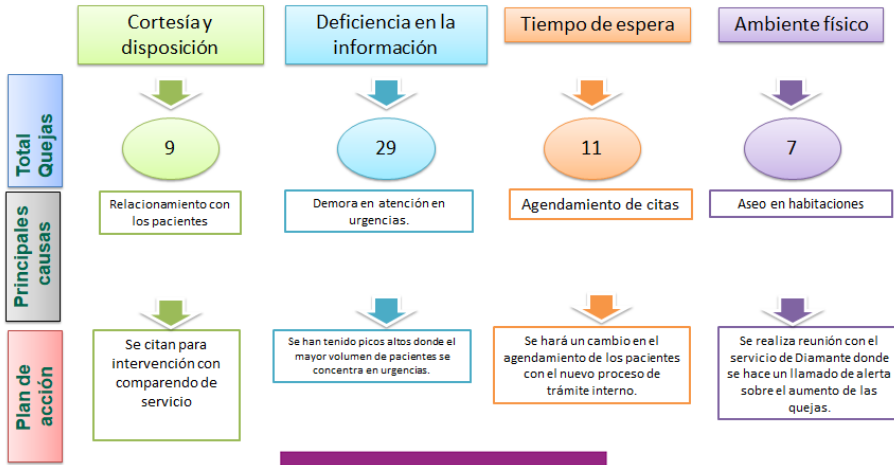 Cortesía y
disposición
Deficiencia en la
información
Tiempo de espera
Ambiente físico
Total
Quejas
9
29
11
7
Principales
causas
Relacionamiento con
los pacientes
Demora en atención en
urgencias.
Agendamiento de citas
Aseo en habitaciones
Plan de
acción
Se citan para
intervención con
comparendo de
servicio
Se han tenido picos altos donde el
mayor volumen de pacientes se
concentra en urgencias.
Se hará un cambio en el
agendamiento de los pacientes
con el nuevo proceso de
trámite interno.
Se realiza reunión con el
servicio de Diamante donde
se hace un llamado de alerta
sobre el aumento de las
quejas.